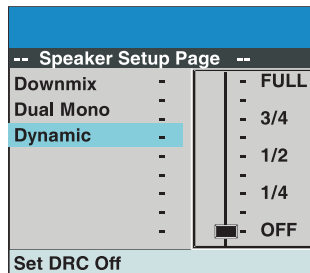 -- Speaker Setup Page --
Downmix - - FULL
Dual Mono - - 3/4
Dynamic - - 1/2
- - 1/4
- - OFF
Set DRC Off